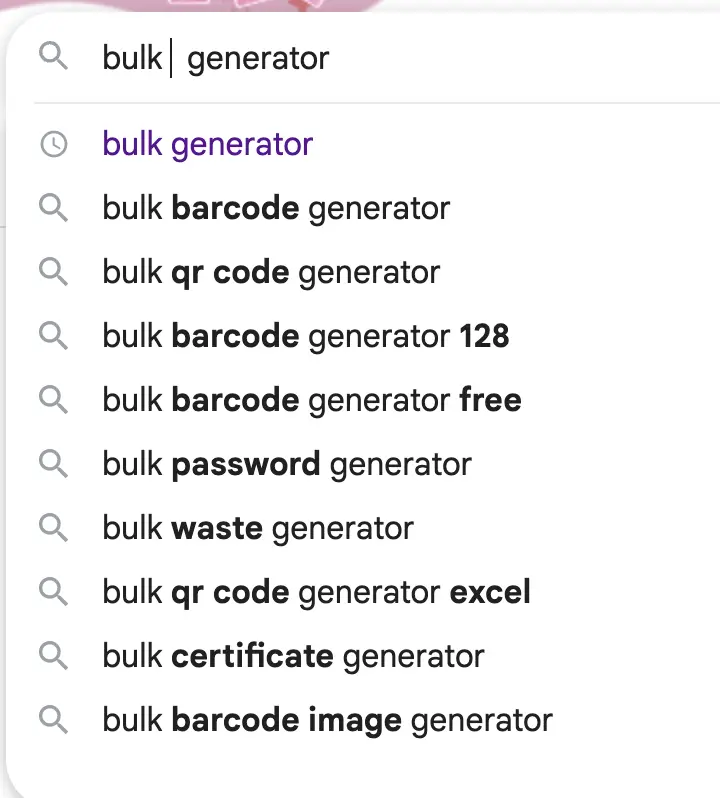 bulk generator
bulk generator
bulk barcode generator
bulk qr code generator
bulk barcode generator 128
bulk barcode generator free
bulk password generator
bulk waste generator
bulk qr code generator excel
bulk certificate generator
bulk barcode image generator